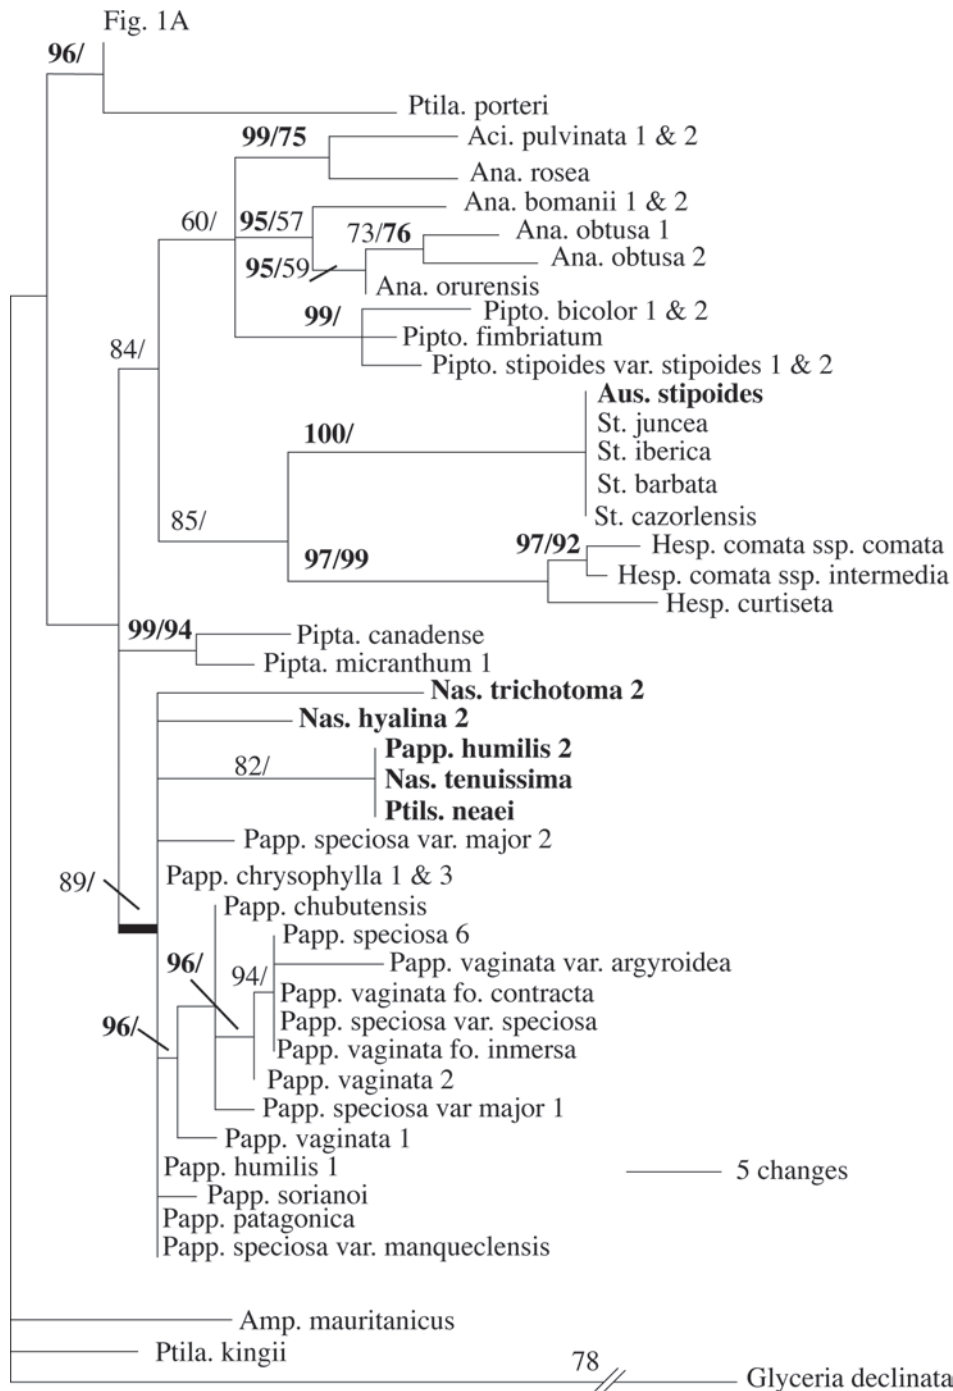 Fig. 1A
96/
Ptila. porteri
99/75
Aci. pulvinata 1 & 2
Ana. rosea
60/
95/57
Ana. bomanii 1 & 2
73/76
Ana. obtusa 1
Ana. obtusa 2
95/59
Ana. orurensis
99/
Pipto. bicolor 1 & 2
Pipto. fimbriatum
84/
Pipto. stipoides var. stipoides 1 & 2
Aus. stipoides
St. juncea
100/
St. iberica
St. barbata
St. cazorlensis
85/
97/99
97/92
Hesp. comata ssp. comata
Hesp. comata ssp. intermedia
Hesp. curtiseta
99/94
Pipta. canadense
Pipta. micranthum 1
Nas. trichotoma 2
Nas. hyalina 2
Papp. humilis 2
82/
Nas. tenuissima
Ptils. neaei
Papp. speciosa var. major 2
89/
Papp. chrysophylla 1 & 3
Papp. chubutensis
Papp. speciosa 6
96/
94/
Papp. vaginata var. argyroidea
Papp. vaginata fo. contracta
96/
Papp. speciosa var. speciosa
Papp. vaginata fo. inmersa
Papp. vaginata 2
Papp. speciosa var major 1
Papp. vaginata 1
Papp. humilis 1
5 changes
Papp. sorianoi
Papp. patagonica
Papp. speciosa var. manqueclensis
Amp. mauritanicus
Ptila. kingii
78
Glyceria declinata